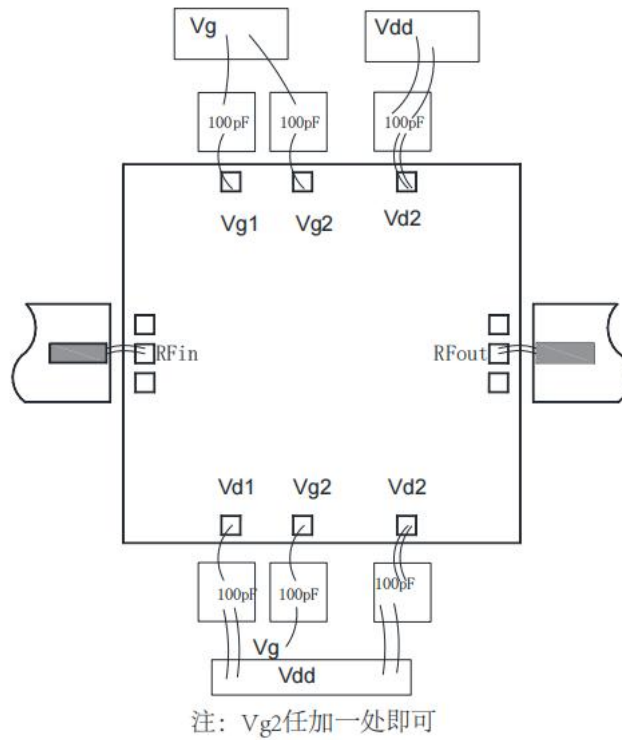 Vg
Vdd
100pF
100pF
100pF
Vg1
Vg2
Vd2
RFin
RFout
Vd1
Vg2
Vd2
100pF
100pF
100pF
Vg
Vdd
注: Vg2任加一处即可